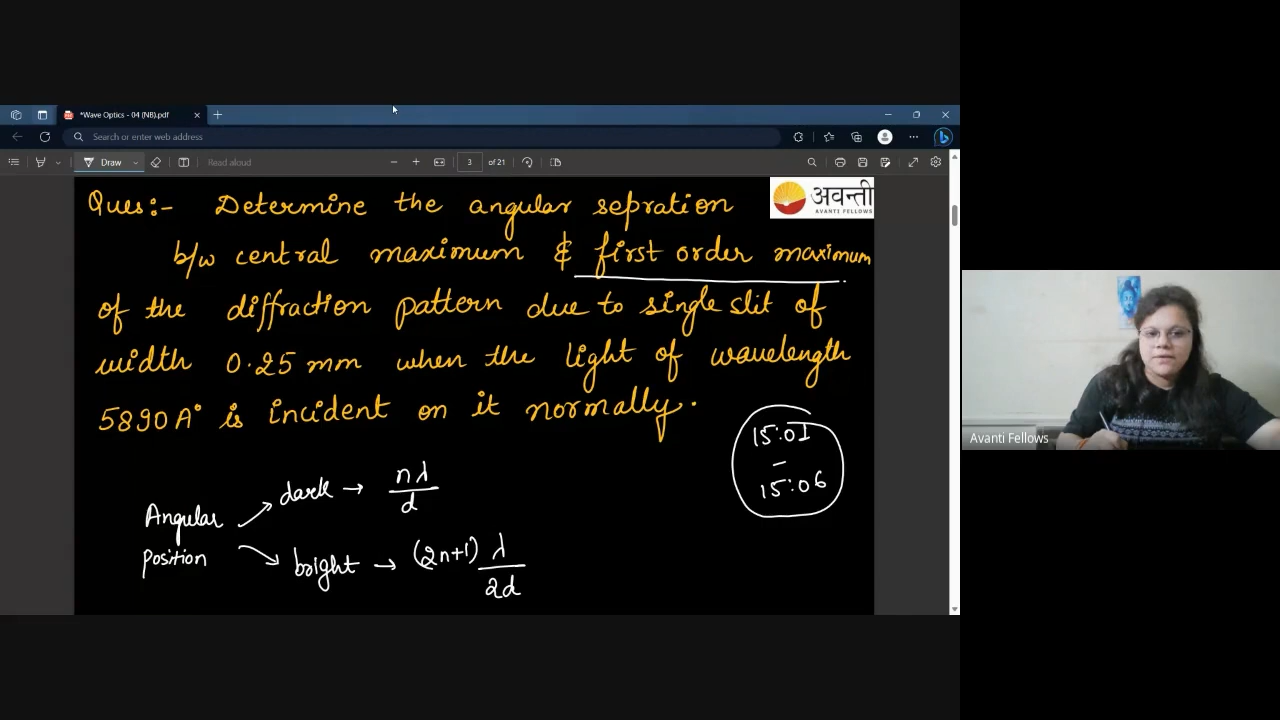 *Wave Optics - 04 (NB).pdf
Search or enter web address
Draw
Read aloud
3 of 21
Ques:- Determine the angular sepration
b/w central maximum & first order maximum
of the diffraction pattern due to single slit of
width 0.25 mm when the light of wavelength
5890 A° is incident on it normally.
अवन्ती
AVANTI FELLOWS
15:01
-
15:06
Angular position
dark → nλ/d
bright → (2n+1) λ/2d
Avanti Fellows